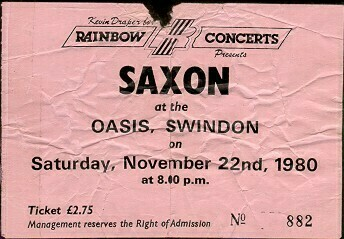 Kevin Draper for
RAINBOW CONCERTS
Presents
SAXON
at the
OASIS, SWINDON
on
Saturday, November 22nd, 1980
at 8.00 p.m.
Ticket £2.75
Management reserves the Right of Admission
Nº 882